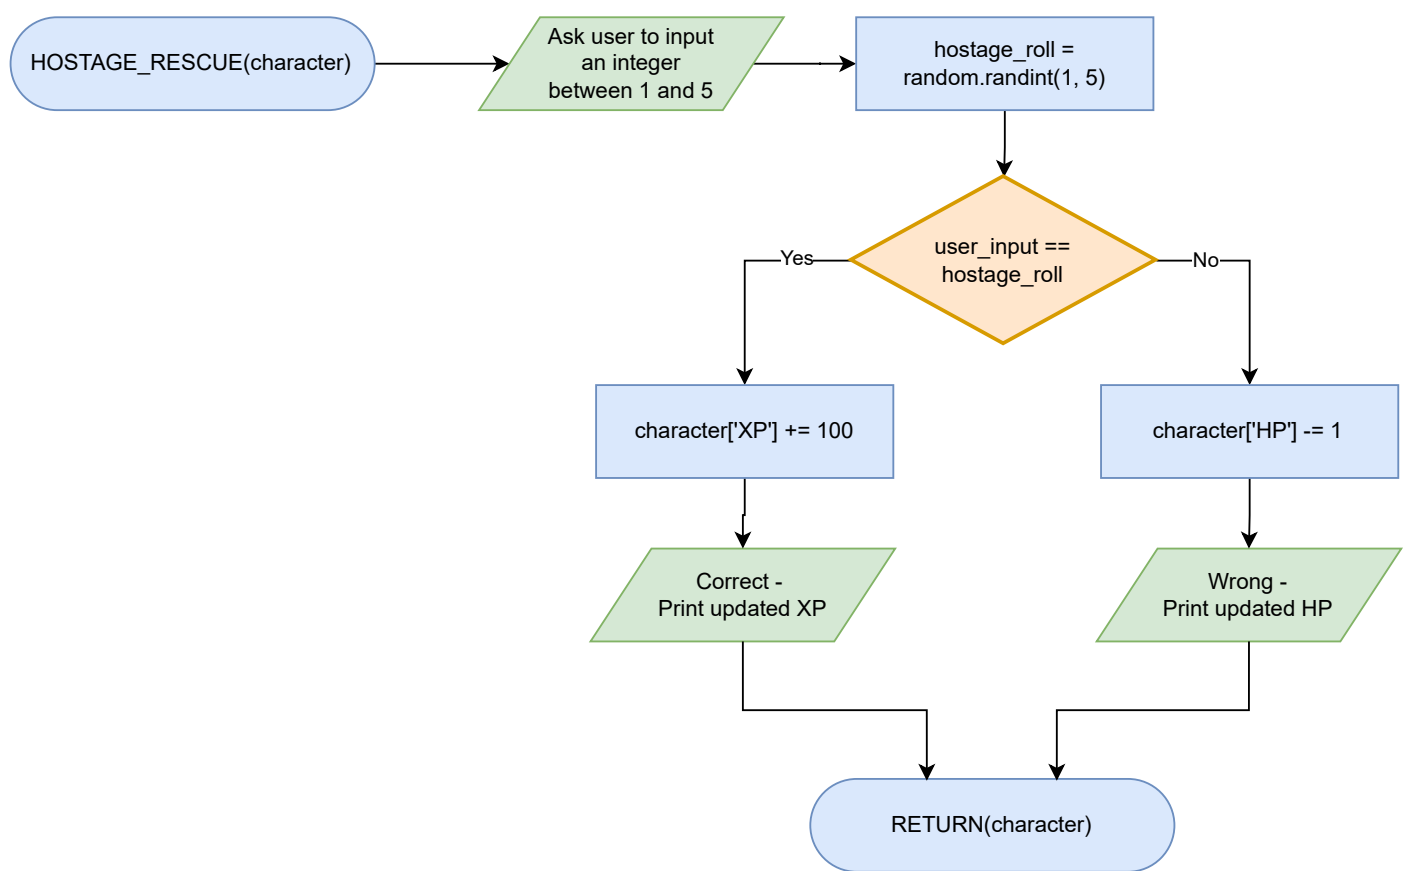 HOSTAGE_RESCUE(character)
Ask user to input
an integer
between 1 and 5
hostage_roll =
random.randint(1, 5)
user_input ==
hostage_roll
Yes
No
character['XP'] += 100
character['HP'] -= 1
Correct -
Print updated XP
Wrong -
Print updated HP
RETURN(character)